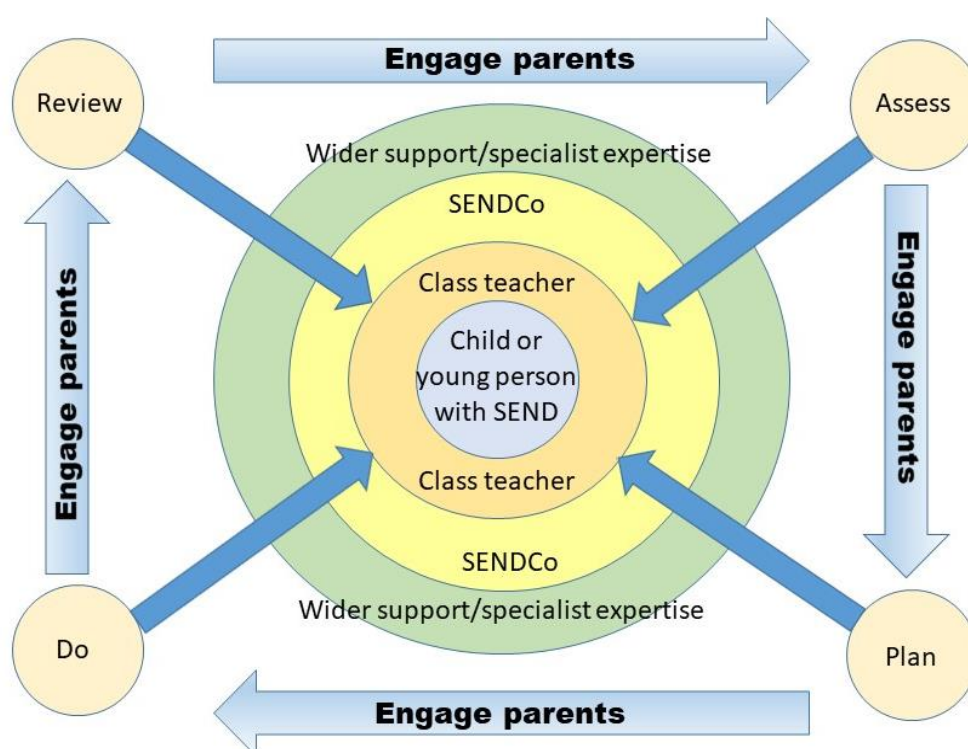 Engage parents
Review
Assess
Wider support/specialist expertise
SENDCo
Class teacher
Engage parents
Child or
young person
with SEND
Engage parents
Class teacher
SENDCo
Wider support/specialist expertise
Do
Plan
Engage parents